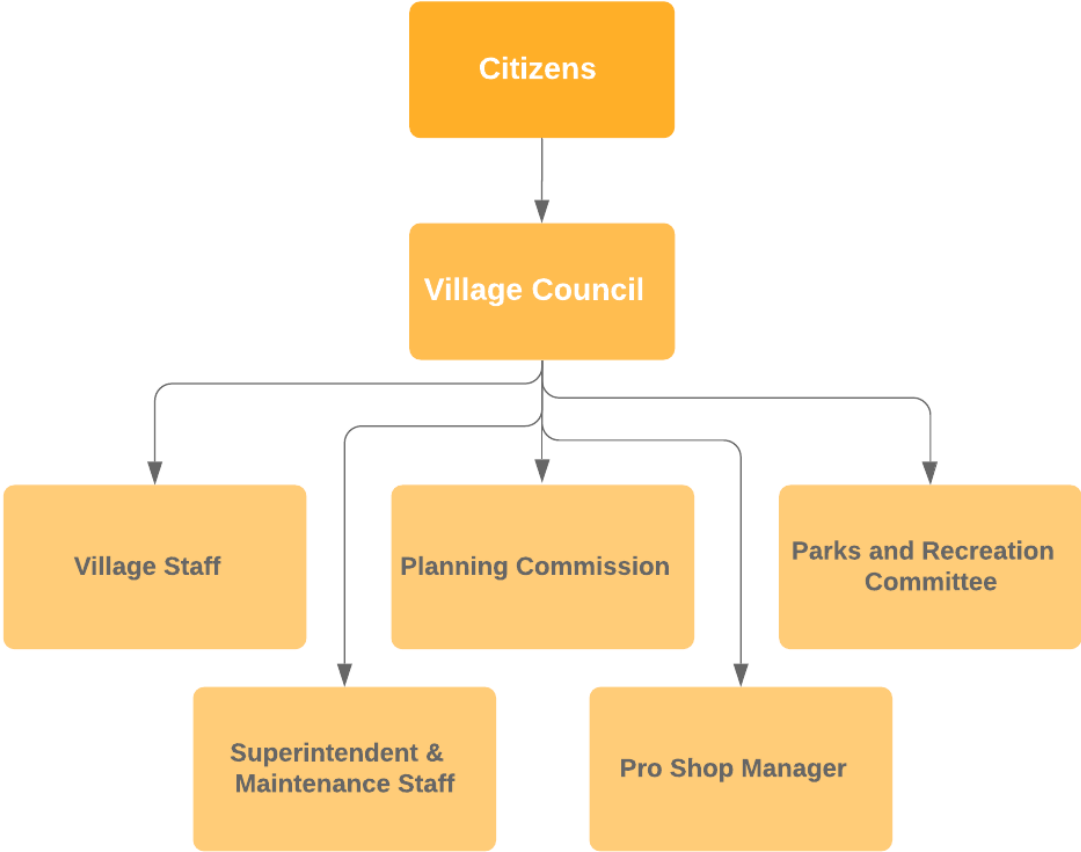 Citizens
Village Council
Village Staff
Planning Commission
Parks and Recreation
Committee
Superintendent &
Maintenance Staff
Pro Shop Manager